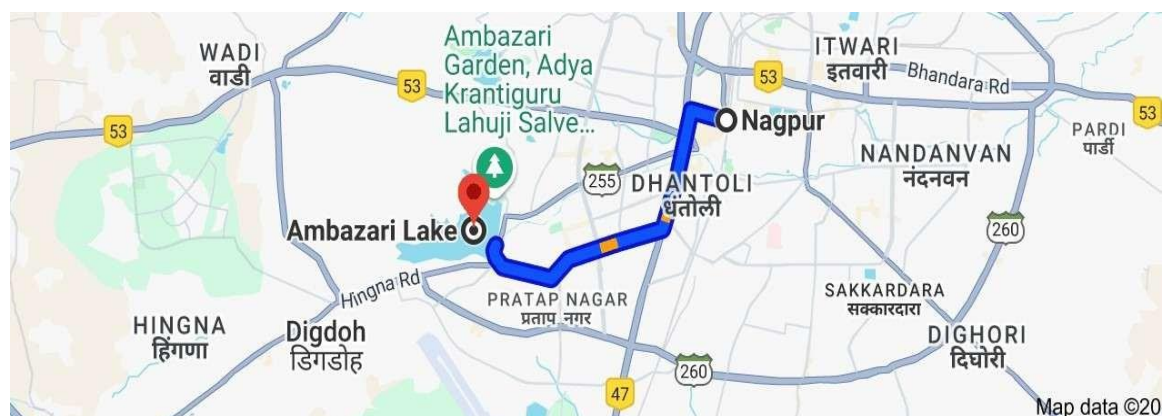 WADI
वाडी
Ambazari
Garden, Adya
Krantiguru
Lahuji Salve...
53
53
53
ITWARI
इतवारी
Bhandara Rd
53
53
Nagpur
PARDI
पार्डी
NANDANVAN
नंदनवन
255
DHANTOLI
धंतोली
Ambazari Lake
260
Hingna Rd
PRATAP NAGAR
प्रताप नगर
SAKKARDARA
सक्कारदारा
HINGNA
हिंगणा
Digdoh
डिगडोह
DIGHORI
दिघोरी
260
47
Map data ©20